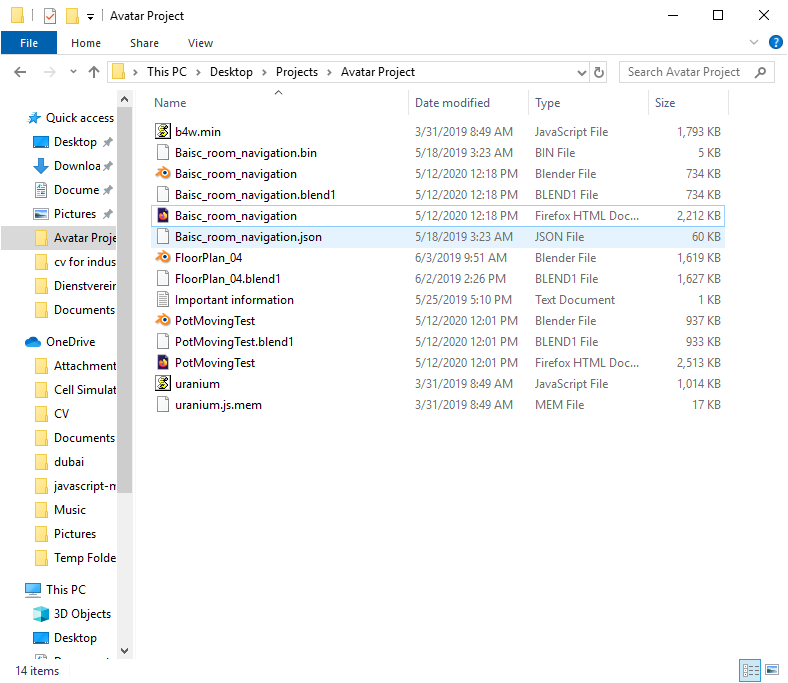 Avatar Project
File Home Share View
This PC Desktop Projects Avatar Project Search Avatar Project
Name Date modified Type Size
Quick access
Desktop
Downloa
Docume
Pictures
Avatar Proje
cv for indus
Dienstverein
Documents
OneDrive
Attachment
Cell Simulat
CV
Documents
dubai
javascript-m
Music
Pictures
Temp Folde
This PC
3D Objects
Desktop
b4w.min 3/31/2019 8:49 AM JavaScript File 1,793 KB
Baisc_room_navigation.bin 5/18/2019 3:23 AM BIN File 5 KB
Baisc_room_navigation 5/12/2020 12:18 PM Blender File 734 KB
Baisc_room_navigation.blend1 5/12/2020 12:18 PM BLEND1 File 734 KB
Baisc_room_navigation 5/12/2020 12:18 PM Firefox HTML Doc... 2,212 KB
Baisc_room_navigation.json 5/18/2019 3:23 AM JSON File 60 KB
FloorPlan_04 6/3/2019 9:51 AM Blender File 1,619 KB
FloorPlan_04.blend1 6/2/2019 2:26 PM BLEND1 File 1,627 KB
Important information 5/25/2019 5:10 PM Text Document 1 KB
PotMovingTest 5/12/2020 12:01 PM Blender File 937 KB
PotMovingTest.blend1 5/12/2020 12:01 PM BLEND1 File 933 KB
PotMovingTest 5/12/2020 12:01 PM Firefox HTML Doc... 2,513 KB
uranium 3/31/2019 8:49 AM JavaScript File 1,014 KB
uranium.js.mem 3/31/2019 8:49 AM MEM File 17 KB
14 items